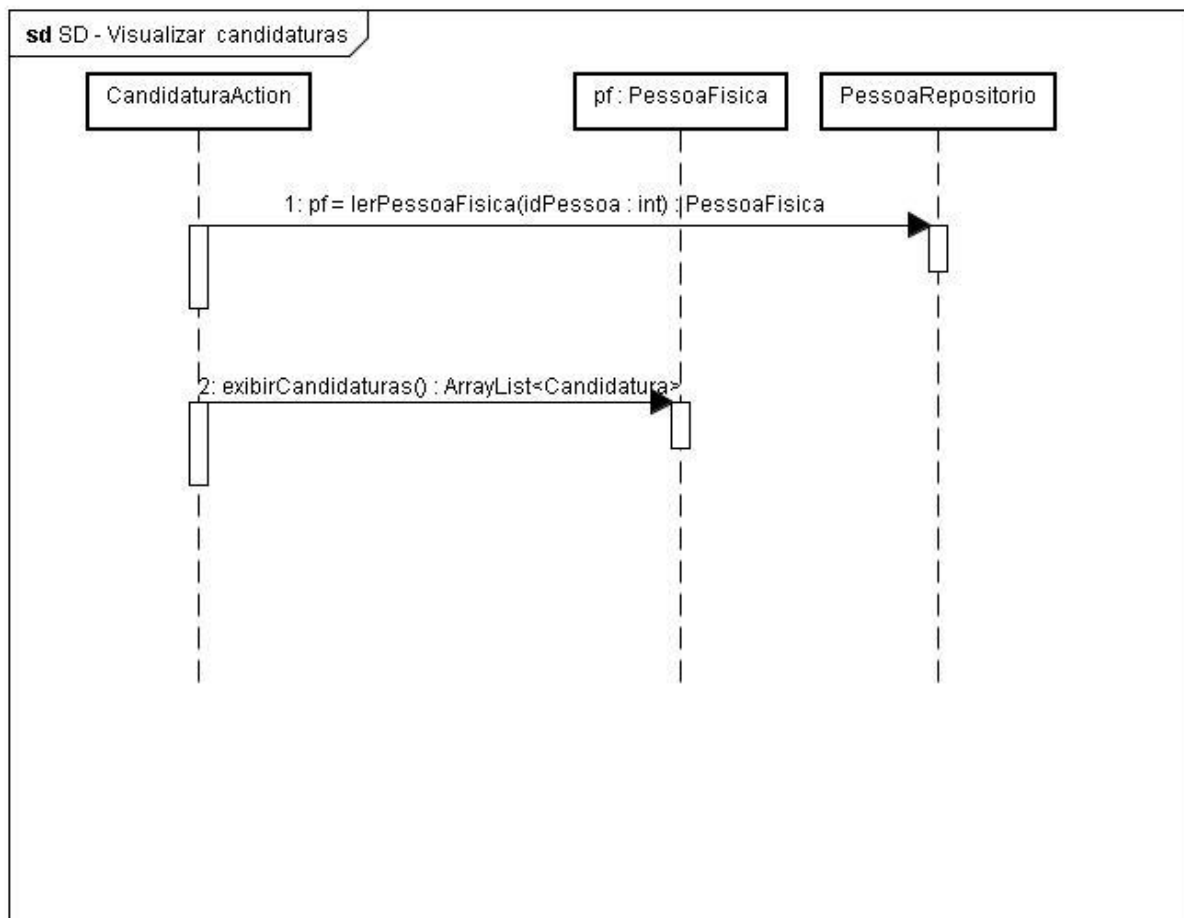 sd SD - Visualizar candidaturas
CandidaturaAction
pf : PessoaFisica
PessoaRepositorio
1: pf = lerPessoaFisica(idPessoa : int) : PessoaFisica
2: exibirCandidaturas() : ArrayList<Candidatura>